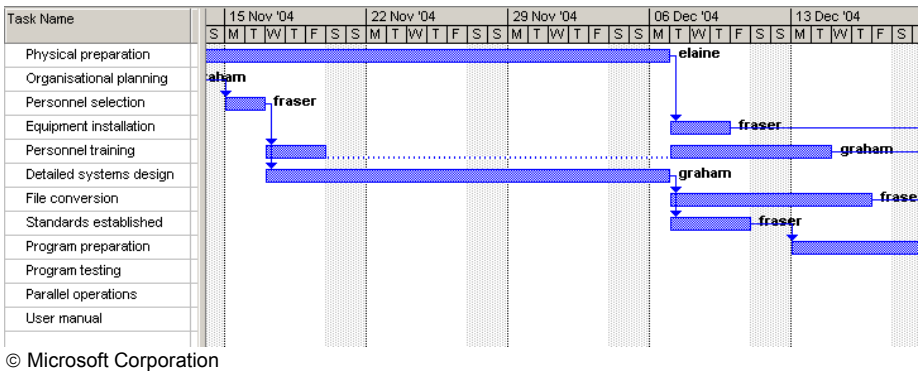 Task Name 15 Nov '04 22 Nov '04 29 Nov '04 06 Dec '04 13 Dec '04
S M T W T F S S M T W T F S S M T W T F S S M T W T F S S M T W T F S
Physical preparation elaine
Organisational planning aham
Personnel selection fraser
Equipment installation fraser
Personnel training graham
Detailed systems design graham
File conversion frase
Standards established fraser
Program preparation
Program testing
Parallel operations
User manual
© Microsoft Corporation